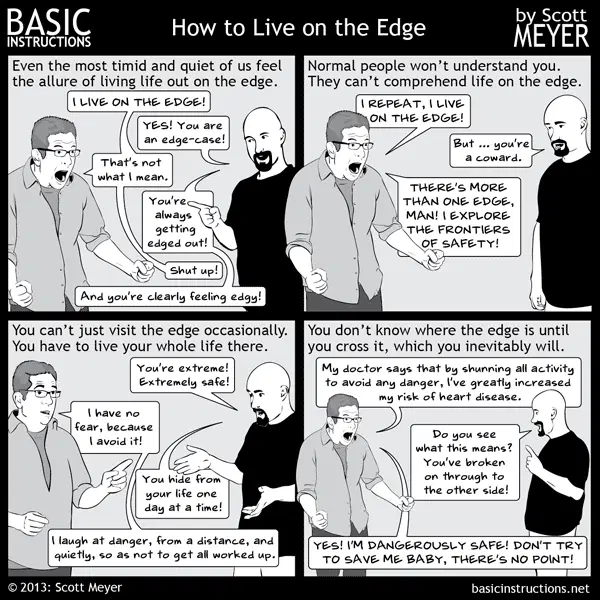 BASIC
INSTRUCTIONS
How to Live on the Edge
by Scott
MEYER
Even the most timid and quiet of us feel
the allure of living life out on the edge.
I LIVE ON THE EDGE!
YES! You are
an edge-case!
That's not
what I mean.
You're
always
getting
edged out!
Shut up!
And you're clearly feeling edgy!
Normal people won't understand you.
They can't comprehend life on the edge.
I REPEAT, I LIVE
ON THE EDGE!
But ... you're
a coward.
THERE'S MORE
THAN ONE EDGE,
MAN! I EXPLORE
THE FRONTIERS
OF SAFETY!
You can't just visit the edge occasionally.
You have to live your whole life there.
You're extreme!
Extremely safe!
I have no
fear, because
I avoid it!
You hide from
your life one
day at a time!
I laugh at danger, from a distance, and
quietly, so as not to get all worked up.
You don't know where the edge is until
you cross it, which you inevitably will.
My doctor says that by shunning all activity
to avoid any danger, I've greatly increased
my risk of heart disease.
Do you see
what this means?
You've broken
on through to
the other side!
YES! I'M DANGEROUSLY SAFE! DON'T TRY
TO SAVE ME BABY, THERE'S NO POINT!
© 2013: Scott Meyer
basicinstructions.net